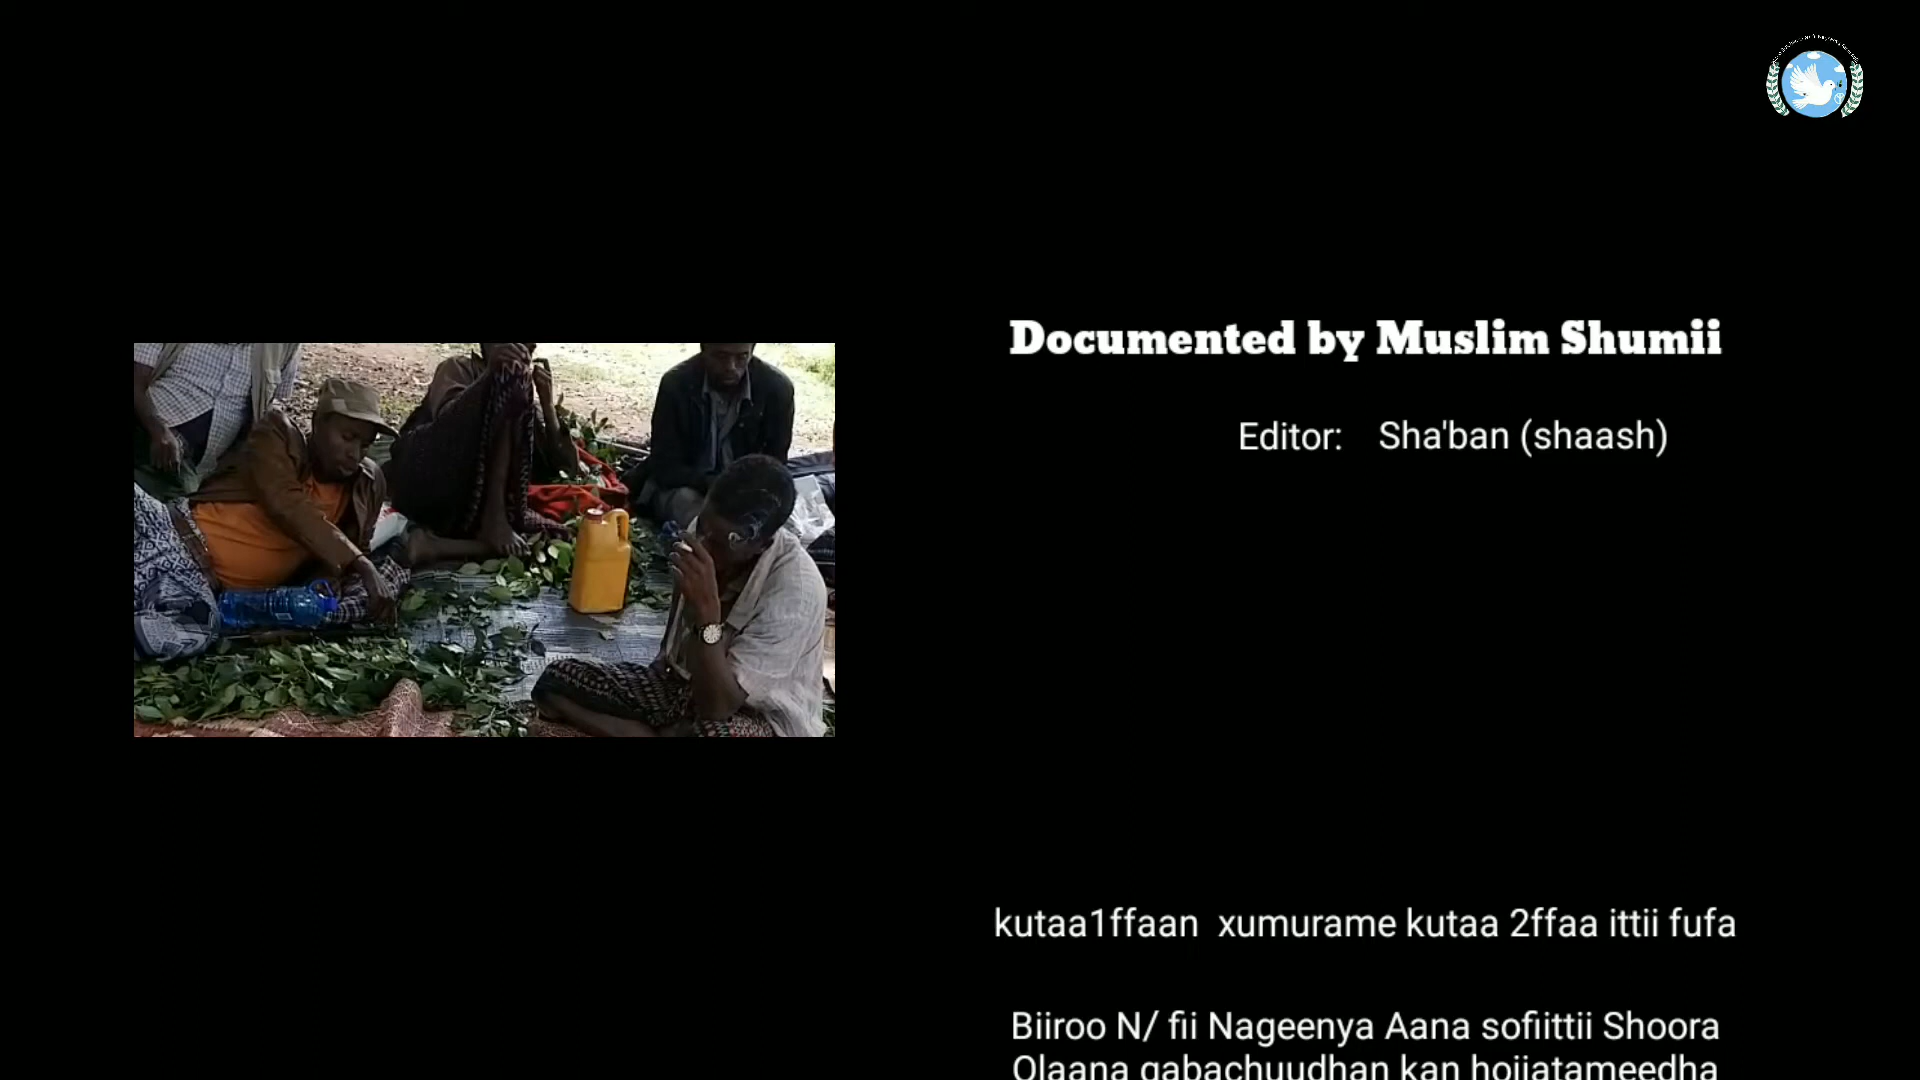 Documented by Muslim Shumii
Editor: Sha'ban (shaash)
kutaa1ffaan xumurame kutaa 2ffaa ittii fufa
Biiroo N/ fii Nageenya Aana sofiittii Shoora
Olaana qabachuudhan kan hojjatameedha